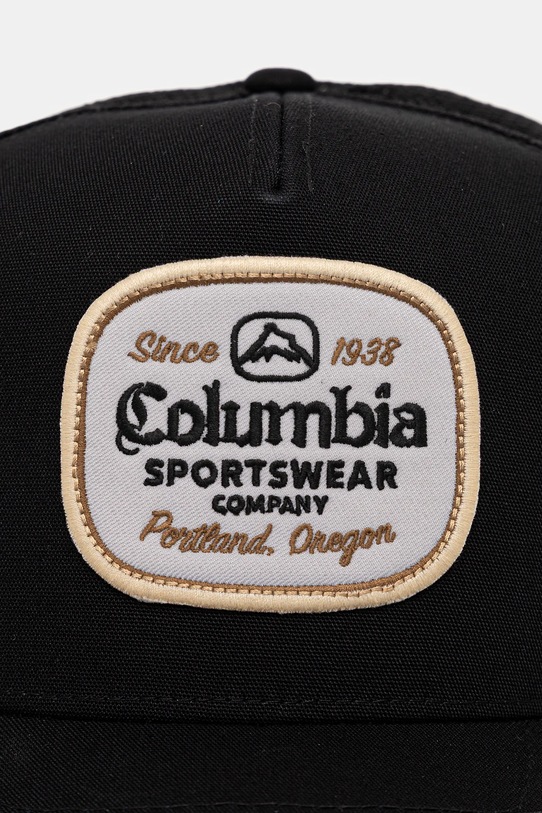 Since 1938
Columbia
SPORTSWEAR
COMPANY
Portland, Oregon